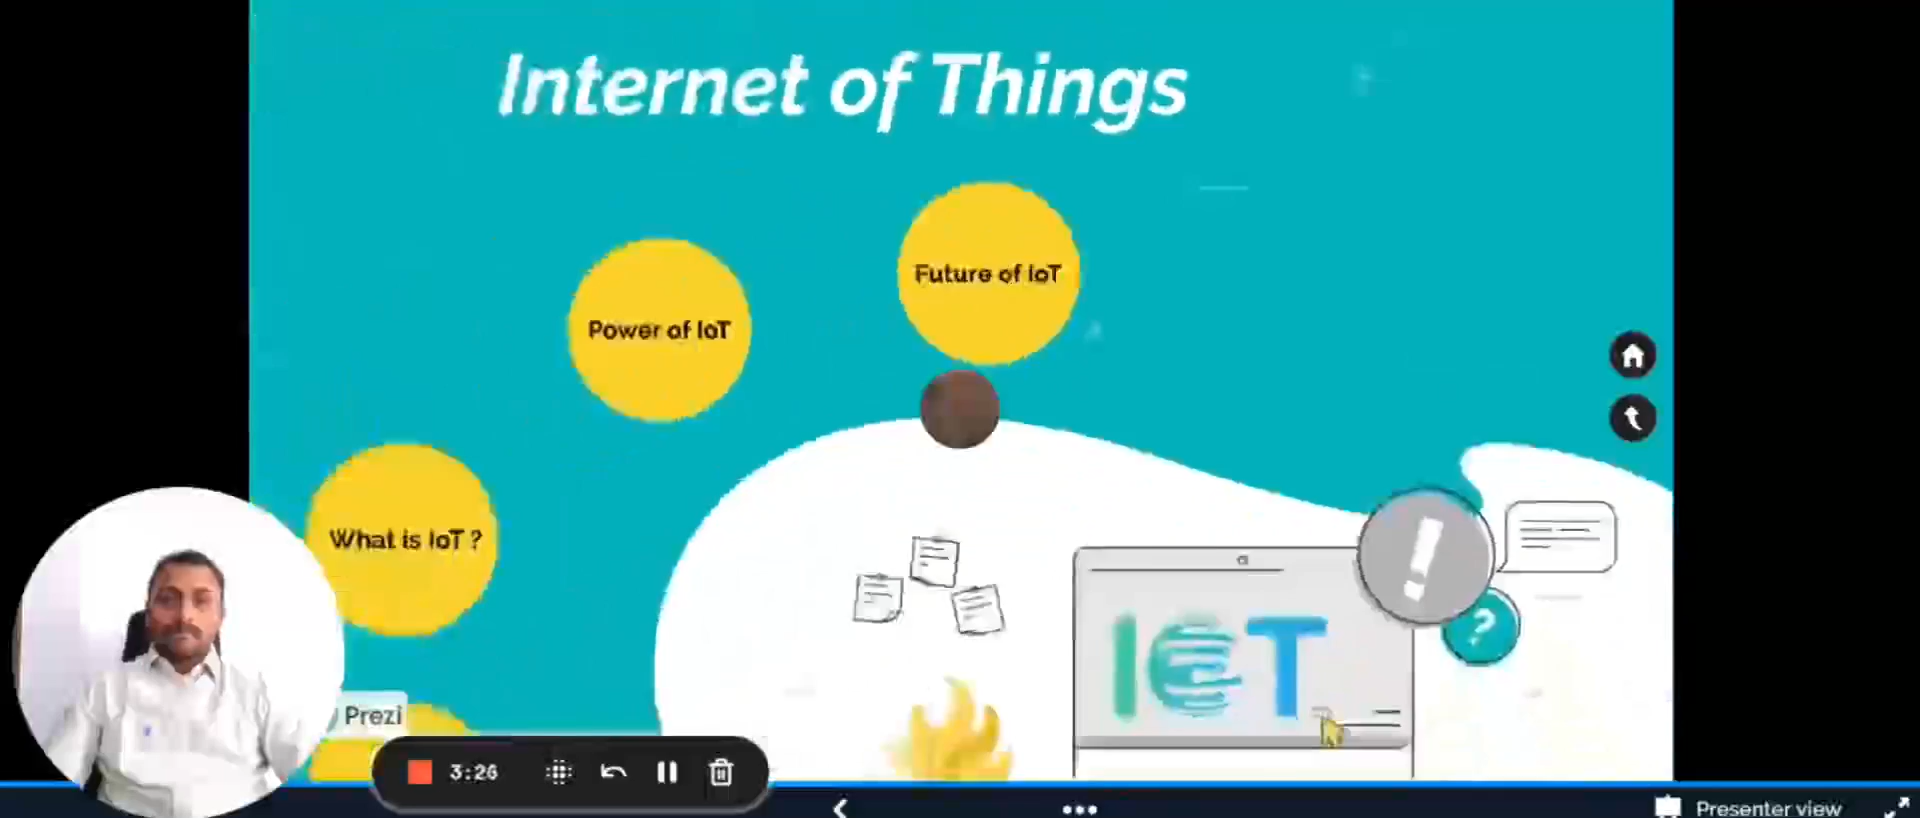 Internet of Things
Future of IoT
Power of IoT
What is IoT ?
IoT
Prezi
3:26
Presenter view